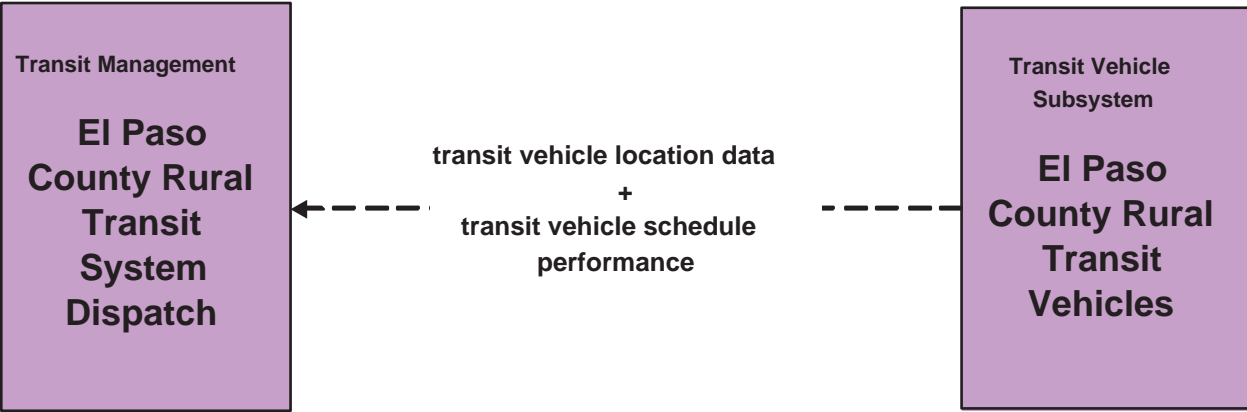 Transit Management
El Paso
County Rural
Transit
System
Dispatch
transit vehicle location data
+
transit vehicle schedule
performance
Transit Vehicle
Subsystem
El Paso
County Rural
Transit
Vehicles